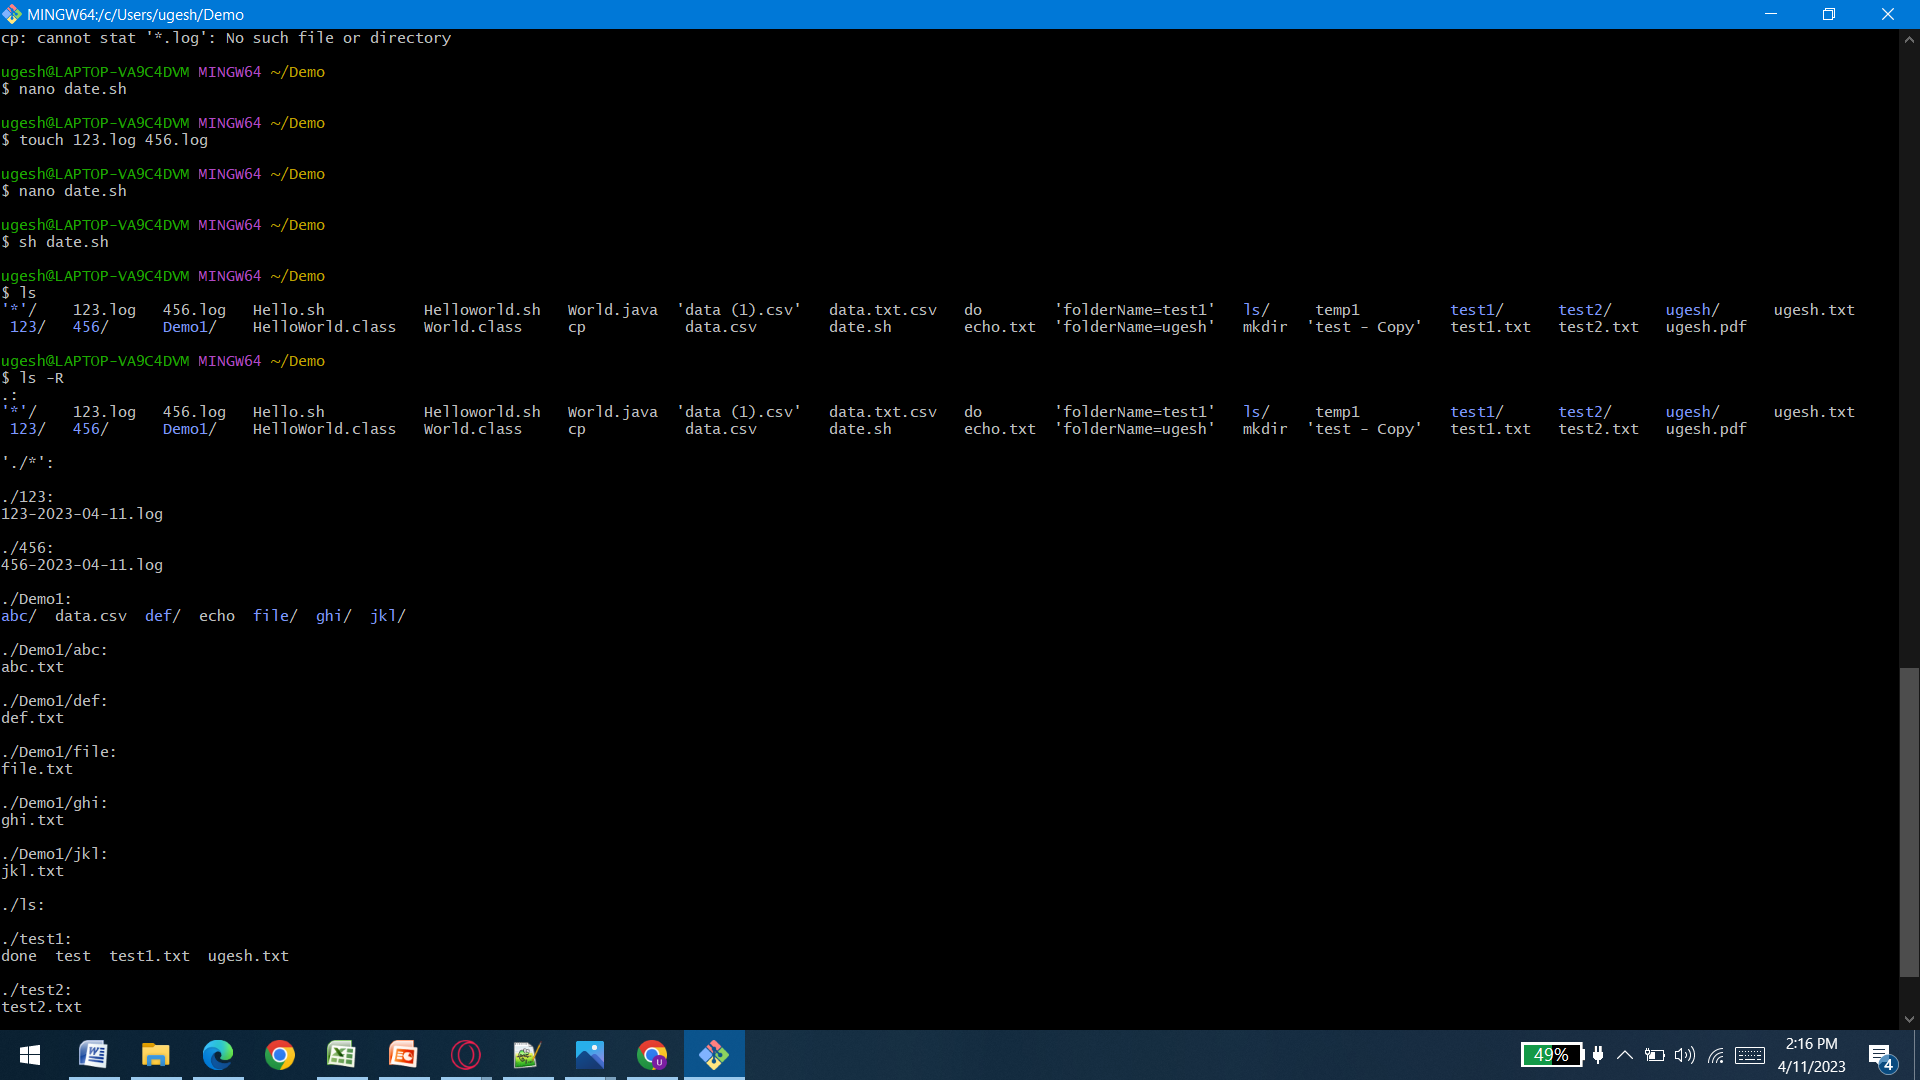 MINGW64:/c/Users/ugesh/Demo
cp: cannot stat '*.log': No such file or directory
ugesh@LAPTOP-VA9C4DVM MINGW64 ~/Demo
$ nano date.sh
ugesh@LAPTOP-VA9C4DVM MINGW64 ~/Demo
$ touch 123.log 456.log
ugesh@LAPTOP-VA9C4DVM MINGW64 ~/Demo
$ nano date.sh
ugesh@LAPTOP-VA9C4DVM MINGW64 ~/Demo
$ sh date.sh
ugesh@LAPTOP-VA9C4DVM MINGW64 ~/Demo
$ ls
'*'/    123.log   456.log   Hello.sh           Helloworld.sh   World.java  'data (1).csv'   data.txt.csv   do        'folderName=test1'   ls/     temp1          test1/      test2/      ugesh/      ugesh.txt
 123/   456/      Demo1/    HelloWorld.class   World.class     cp           data.csv        date.sh        echo.txt  'folderName=ugesh'   mkdir  'test - Copy'   test1.txt   test2.txt   ugesh.pdf
ugesh@LAPTOP-VA9C4DVM MINGW64 ~/Demo
$ ls -R
.:
'*'/    123.log   456.log   Hello.sh           Helloworld.sh   World.java  'data (1).csv'   data.txt.csv   do        'folderName=test1'   ls/     temp1          test1/      test2/      ugesh/      ugesh.txt
 123/   456/      Demo1/    HelloWorld.class   World.class     cp           data.csv        date.sh        echo.txt  'folderName=ugesh'   mkdir  'test - Copy'   test1.txt   test2.txt   ugesh.pdf
'./*':
./123:
123-2023-04-11.log
./456:
456-2023-04-11.log
./Demo1:
abc/  data.csv  def/  echo  file/  ghi/  jkl/
./Demo1/abc:
abc.txt
./Demo1/def:
def.txt
./Demo1/file:
file.txt
./Demo1/ghi:
ghi.txt
./Demo1/jkl:
jkl.txt
./ls:
./test1:
done  test  test1.txt  ugesh.txt
./test2:
test2.txt
49%
2:16 PM
4/11/2023
4